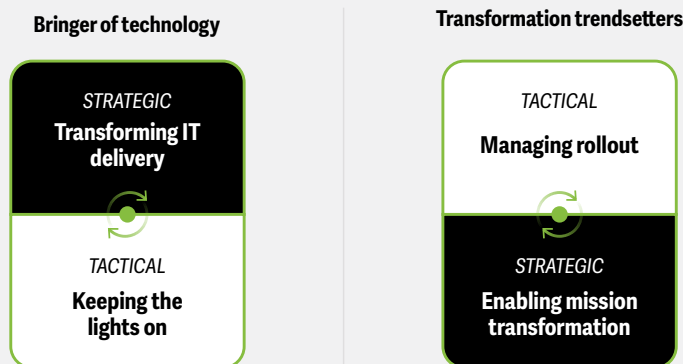 Bringer of technology
STRATEGIC
Transforming IT
delivery
TACTICAL
Keeping the
lights on
Transformation trendsetters
TACTICAL
Managing rollout
STRATEGIC
Enabling mission
transformation